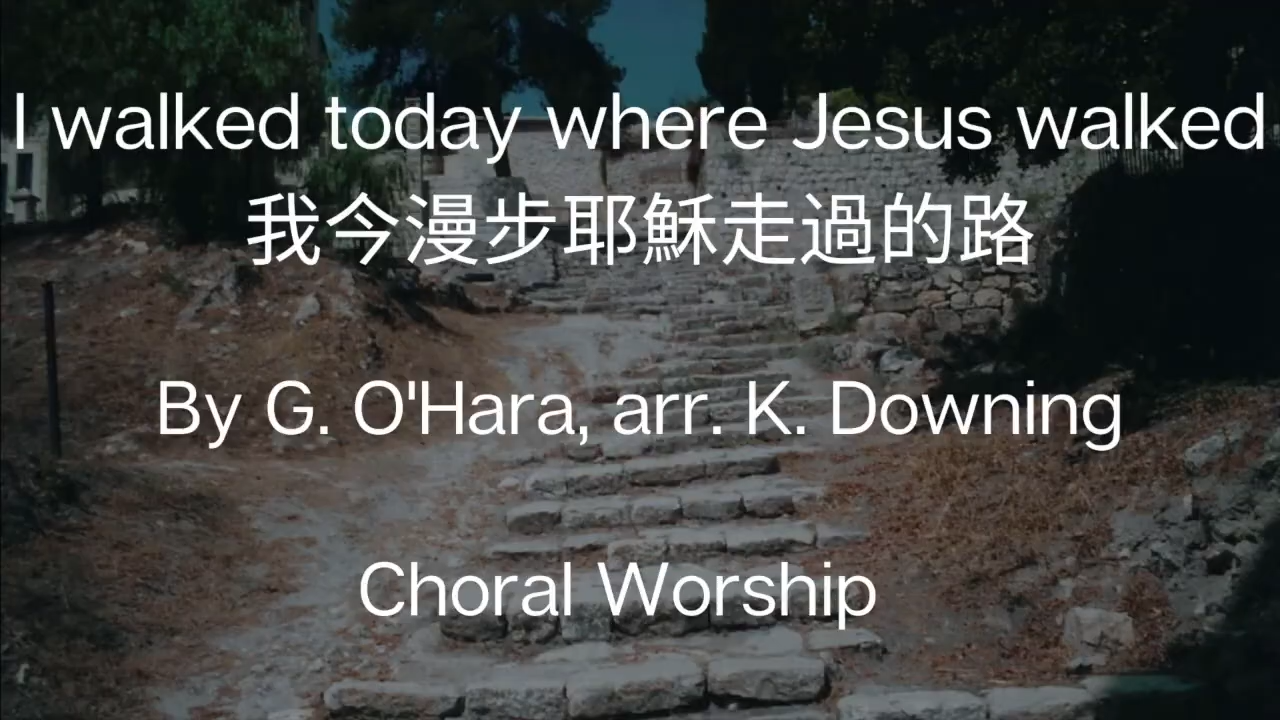 I walked today where Jesus walked
我今漫步耶穌走過的路
By G. O'Hara, arr. K. Downing
Choral Worship